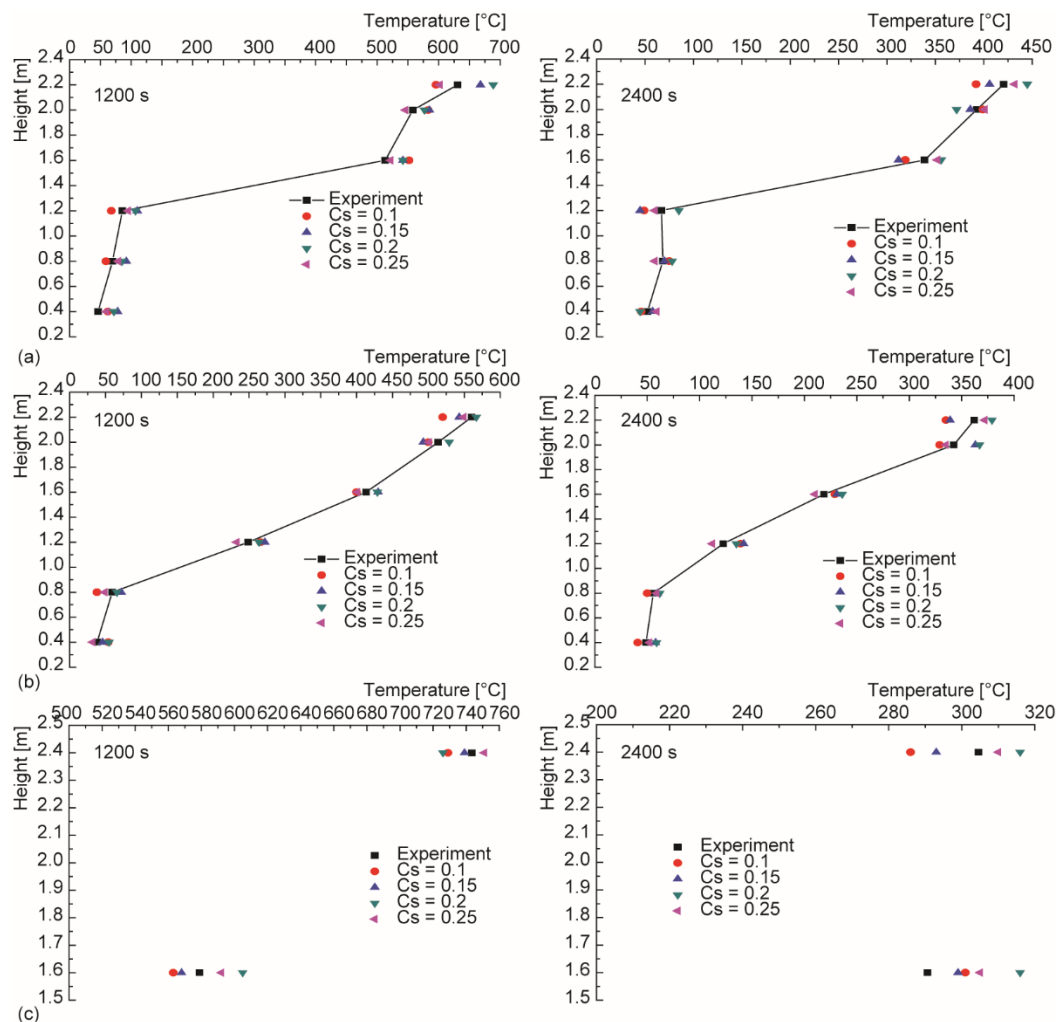 Temperature [°C]
0 50 100 200 300 400 500 600 700
Height [m]
2.4
2.2
2.0
1.8
1.6
1.4
1.2
1.0
0.8
0.6
0.4
0.2
1200 s
Experiment
Cs = 0.1
Cs = 0.15
Cs = 0.2
Cs = 0.25
(a)
Temperature [°C]
0 50 100 200 250 300 350 400 450
Height [m]
2.4
2.2
2.0
1.8
1.6
1.4
1.2
1.0
0.8
0.6
0.4
0.2
2400 s
Experiment
Cs = 0.1
Cs = 0.15
Cs = 0.2
Cs = 0.25
Temperature [°C]
0 50 100 200 250 300 350 400 450 500 550 600
Height [m]
2.4
2.2
2.0
1.8
1.6
1.4
1.2
1.0
0.8
0.6
0.4
0.2
1200 s
Experiment
Cs = 0.1
Cs = 0.15
Cs = 0.2
Cs = 0.25
(b)
Temperature [°C]
0 50 100 200 250 300 350 400
Height [m]
2.4
2.2
2.0
1.8
1.6
1.4
1.2
1.0
0.8
0.6
0.4
0.2
2400 s
Experiment
Cs = 0.1
Cs = 0.15
Cs = 0.2
Cs = 0.25
Temperature [°C]
500 520 540 560 580 600 620 640 660 680 700 720 740 760
Height [m]
2.5
2.4
2.3
2.2
2.1
2.0
1.9
1.8
1.7
1.6
1.5
1200 s
Experiment
Cs = 0.1
Cs = 0.15
Cs = 0.2
Cs = 0.25
(c)
Temperature [°C]
200 220 240 260 280 300 320
Height [m]
2.5
2.4
2.3
2.2
2.1
2.0
1.9
1.8
1.7
1.6
1.5
2400 s
Experiment
Cs = 0.1
Cs = 0.15
Cs = 0.2
Cs = 0.25